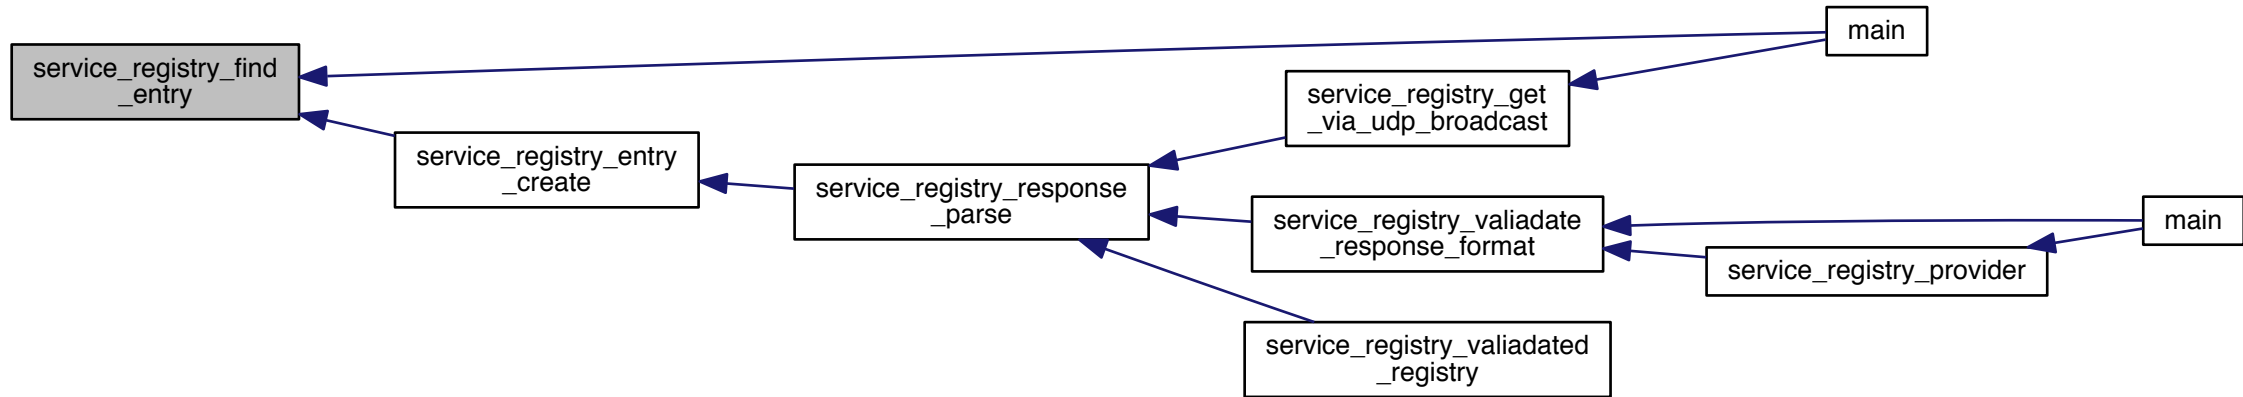 main
service_registry_find
_entry
service_registry_get
_via_udp_broadcast
service_registry_entry
_create
service_registry_response
_parse
service_registry_valiadate
_response_format
main
service_registry_provider
service_registry_valiadated
_registry